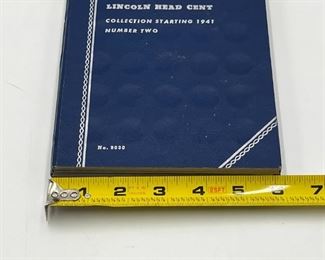 LINCOLN HEAD CENT
COLLECTION STARTING 1941
NUMBER TWO
No. 9030
1 2 3 4 5 6 7